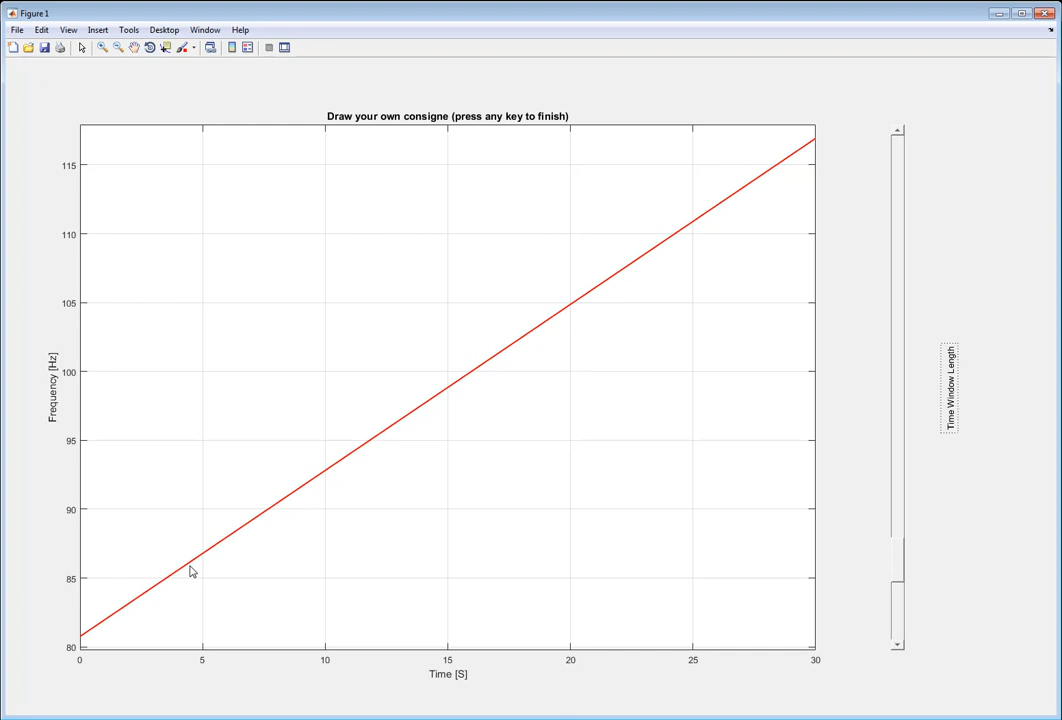 Figure 1
File Edit View Insert Tools Desktop Window Help
Draw your own consigne (press any key to finish)
115
110
105
100
95
90
85
80
Frequency [Hz]
0 5 10 15 20 25 30
Time [S]
Time Window Length